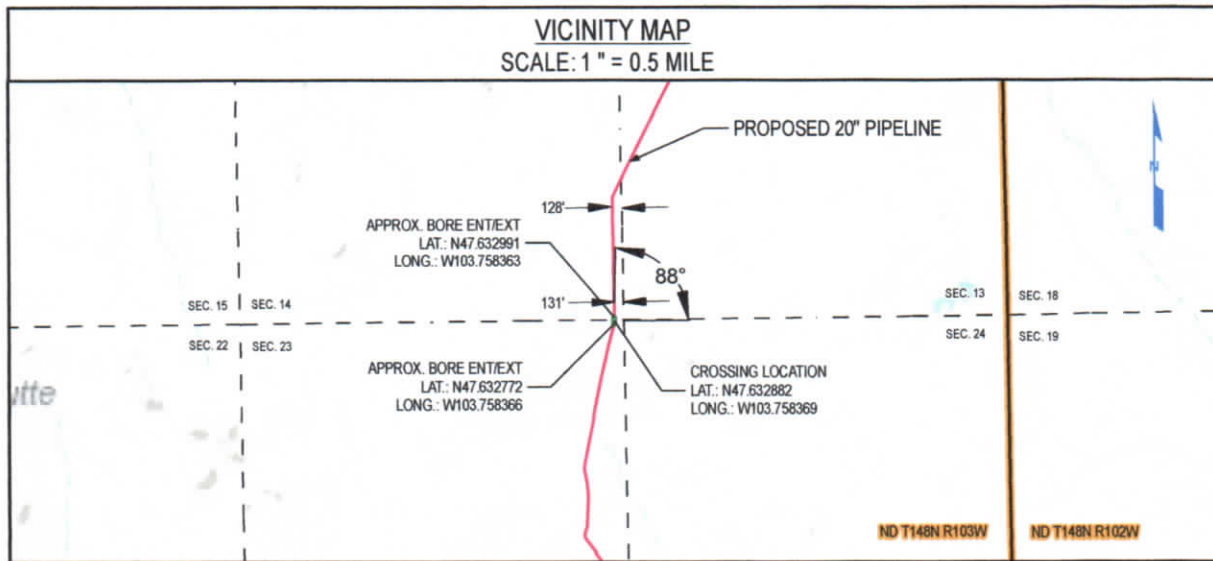 VICINITY MAP
SCALE: 1 " = 0.5 MILE
PROPOSED 20" PIPELINE
N
128'
APPROX. BORE ENT/EXT
LAT.: N47.632991
LONG.: W103.758363
88°
131'
SEC. 15
SEC. 14
SEC. 13
SEC. 18
SEC. 22
SEC. 23
SEC. 24
SEC. 19
APPROX. BORE ENT/EXT
LAT.: N47.632772
LONG.: W103.758366
CROSSING LOCATION
LAT.: N47.632882
LONG.: W103.758369
ND T148N R103W
ND T148N R102W